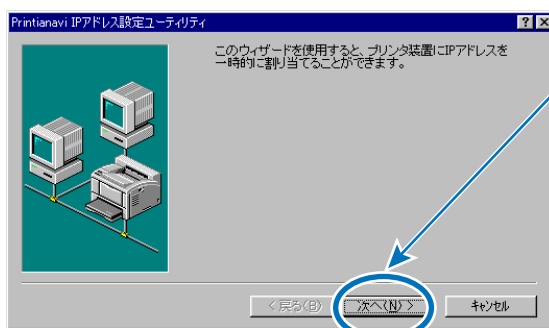 Printianavi IPアドレス設定ユーティリティ
このウィザードを使用すると、プリンタ装置にIPアドレスを
一時的に割り当てることができます。
< 戻る(B) 次へ(N) > キャンセル